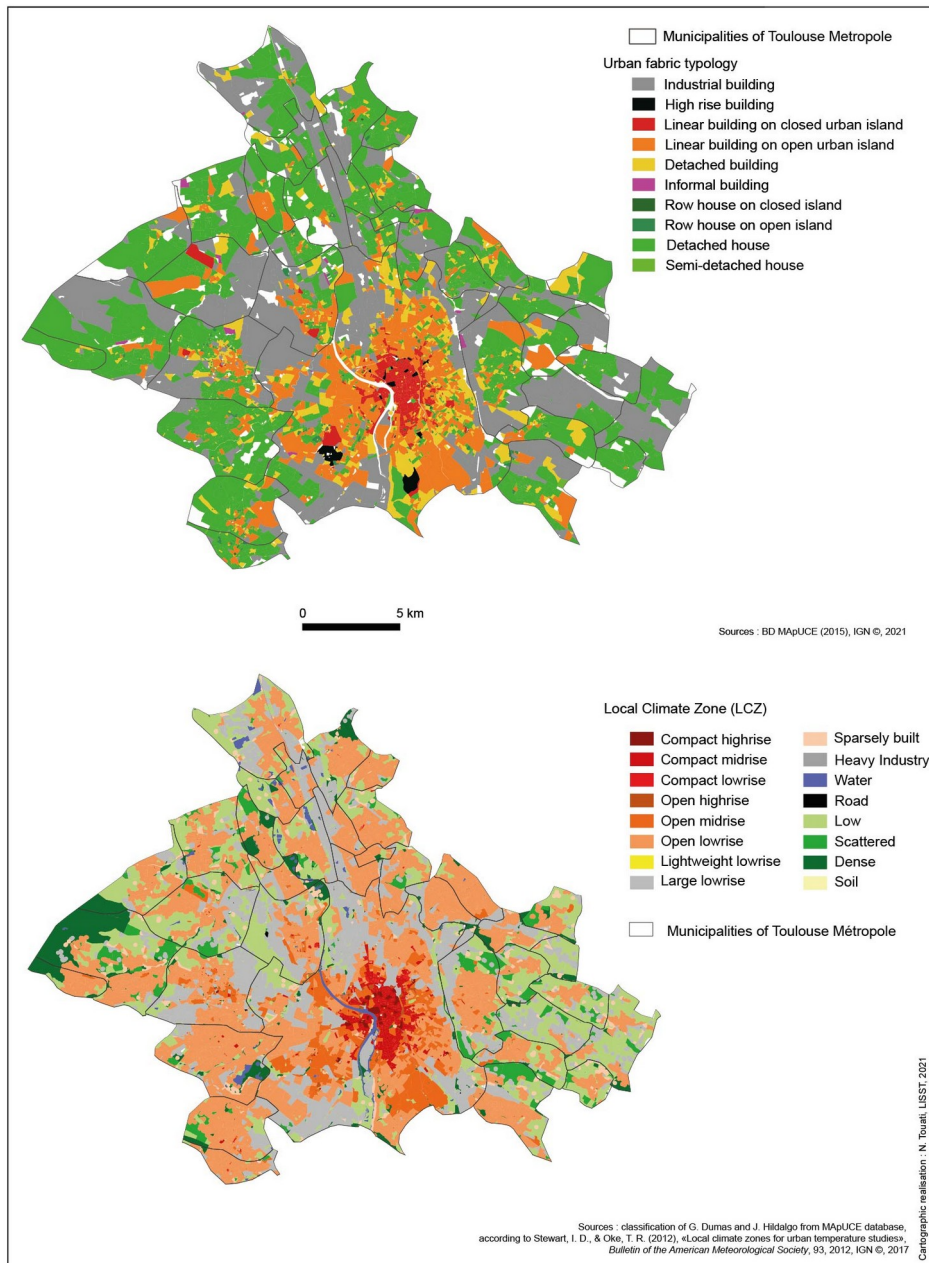 Municipalities of Toulouse Metropole
Urban fabric typology
Industrial building
High rise building
Linear building on closed urban island
Linear building on open urban island
Detached building
Informal building
Row house on closed island
Row house on open island
Detached house
Semi-detached house
0 5 km
Sources : BD MApUCE (2015), IGN ©, 2021
Local Climate Zone (LCZ)
Compact highrise
Compact midrise
Compact lowrise
Open highrise
Open midrise
Open lowrise
Lightweight lowrise
Large lowrise
Sparsely built
Heavy Industry
Water
Road
Low
Scattered
Dense
Soil
Municipalities of Toulouse Métropole
Cartographic realisation : N. Touati, LISST, 2021
Sources : classification of G. Dumas and J. Hildalgo from MApUCE database,
according to Stewart, I. D., & Oke, T. R. (2012), «Local climate zones for urban temperature studies»,
Bulletin of the American Meteorological Society, 93, 2012, IGN ©, 2017